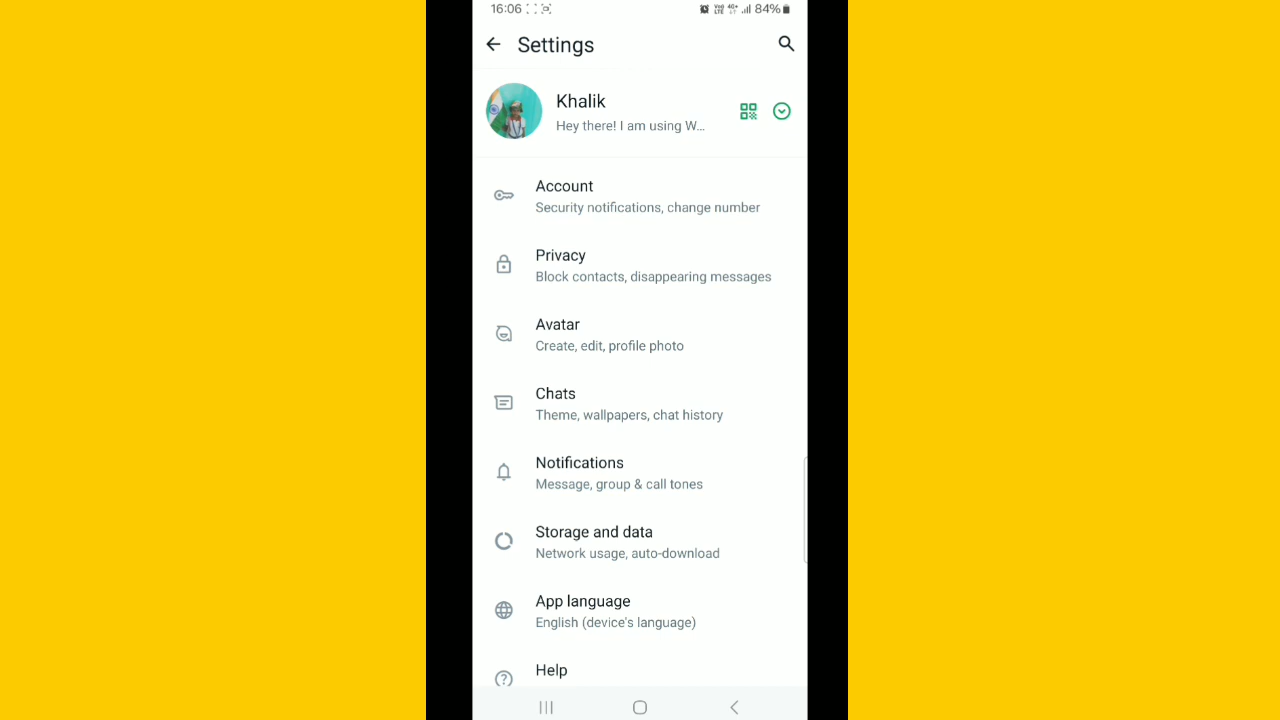 16:06 84%
Settings
Khalik
Hey there! I am using W...
Account
Security notifications, change number
Privacy
Block contacts, disappearing messages
Avatar
Create, edit, profile photo
Chats
Theme, wallpapers, chat history
Notifications
Message, group & call tones
Storage and data
Network usage, auto-download
App language
English (device's language)
Help